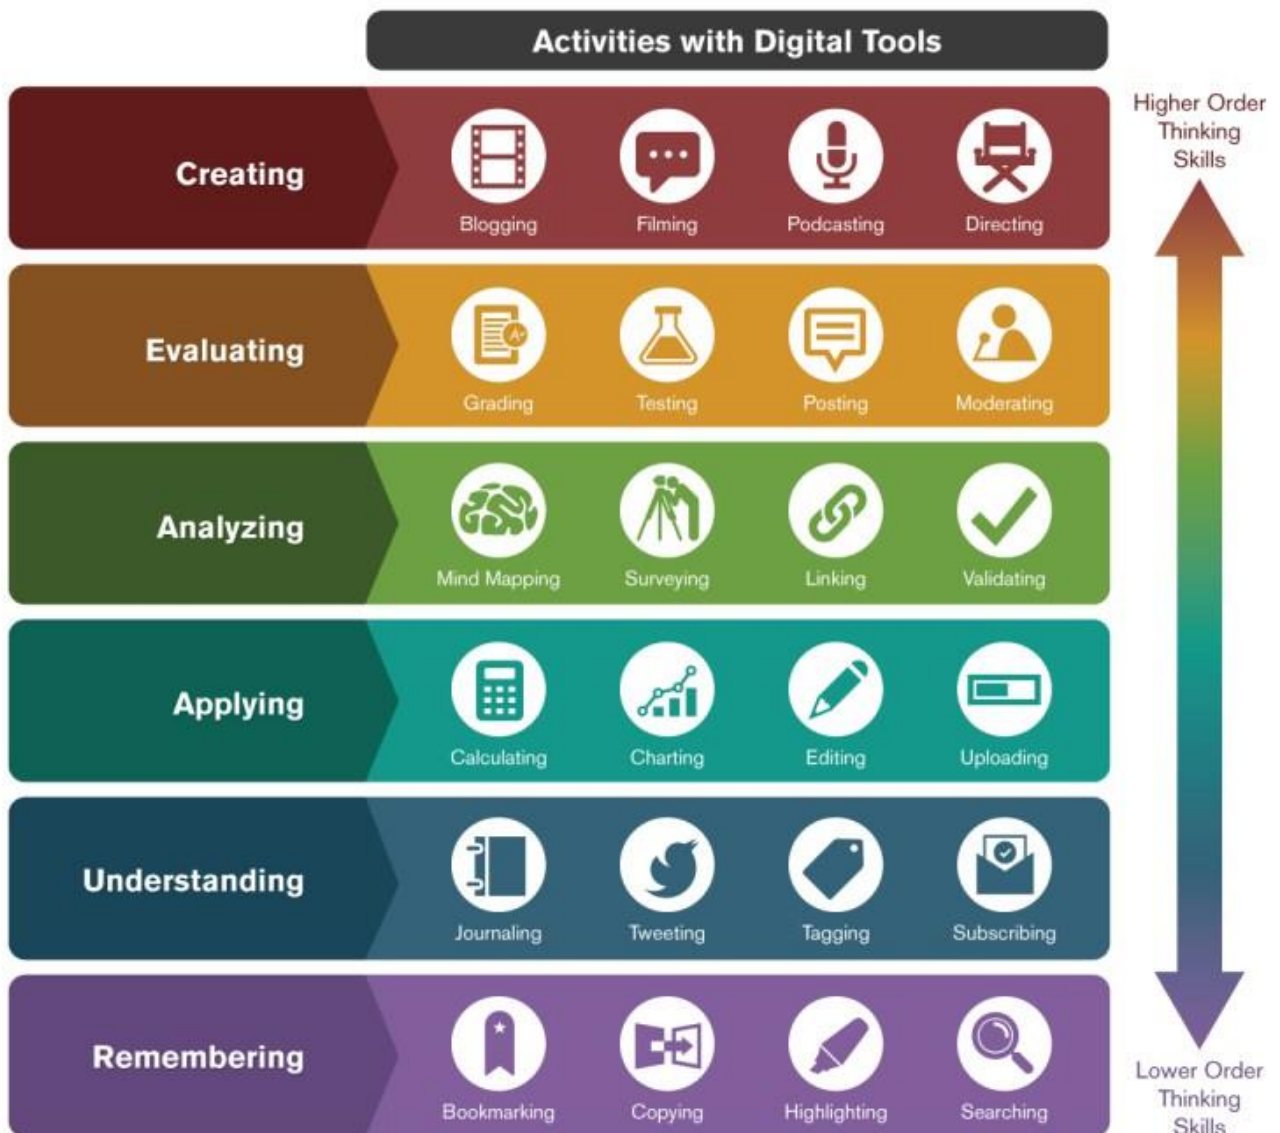 Activities with Digital Tools
Higher Order
Thinking
Skills
Creating
Blogging
Filming
Podcasting
Directing
Evaluating
A+
Grading
Testing
Posting
Moderating
Analyzing
Mind Mapping
Surveying
Linking
Validating
Applying
Calculating
Charting
Editing
Uploading
Understanding
Journaling
Tweeting
Tagging
Subscribing
Remembering
Bookmarking
Copying
Highlighting
Searching
Lower Order
Thinking
Skills